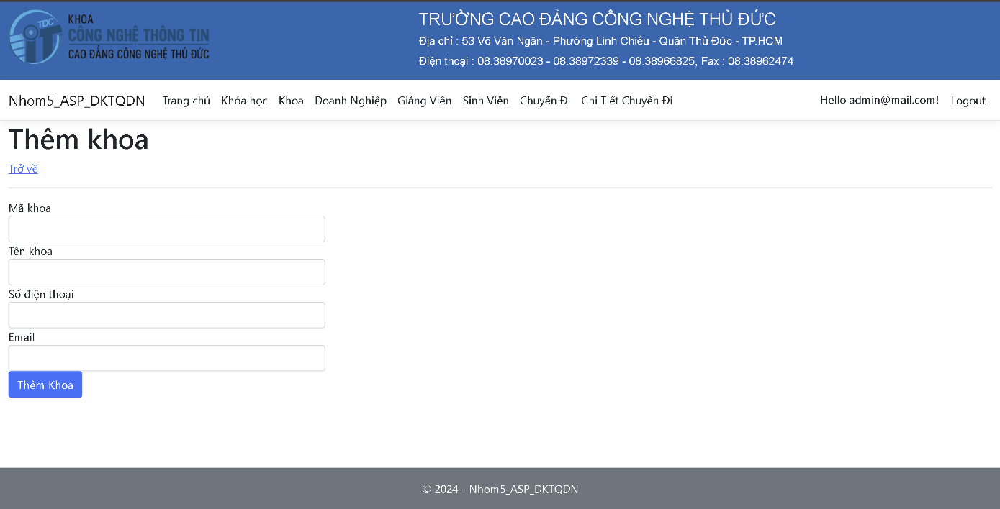 TDC
iT
KHOA
CÔNG NGHÊ THÔNG TIN
CAO ĐẲNG CÔNG NGHỆ THỦ ĐỨC
TRƯỜNG CAO ĐẲNG CÔNG NGHỆ THỦ ĐỨC
Địa chỉ : 53 Võ Văn Ngân - Phường Linh Chiểu - Quận Thủ Đức - TP.HCM
Điện thoại : 08.38970023 - 08.38972339 - 08.38966825, Fax : 08.38962474
Nhom5_ASP_DKTQDN Trang chủ Khóa học Khoa Doanh Nghiệp Giảng Viên Sinh Viên Chuyến Đi Chi Tiết Chuyến Đi Hello admin@mail.com! Logout
Thêm khoa
Trở về
Mã khoa
Tên khoa
Số điện thoại
Email
Thêm Khoa
© 2024 - Nhom5_ASP_DKTQDN